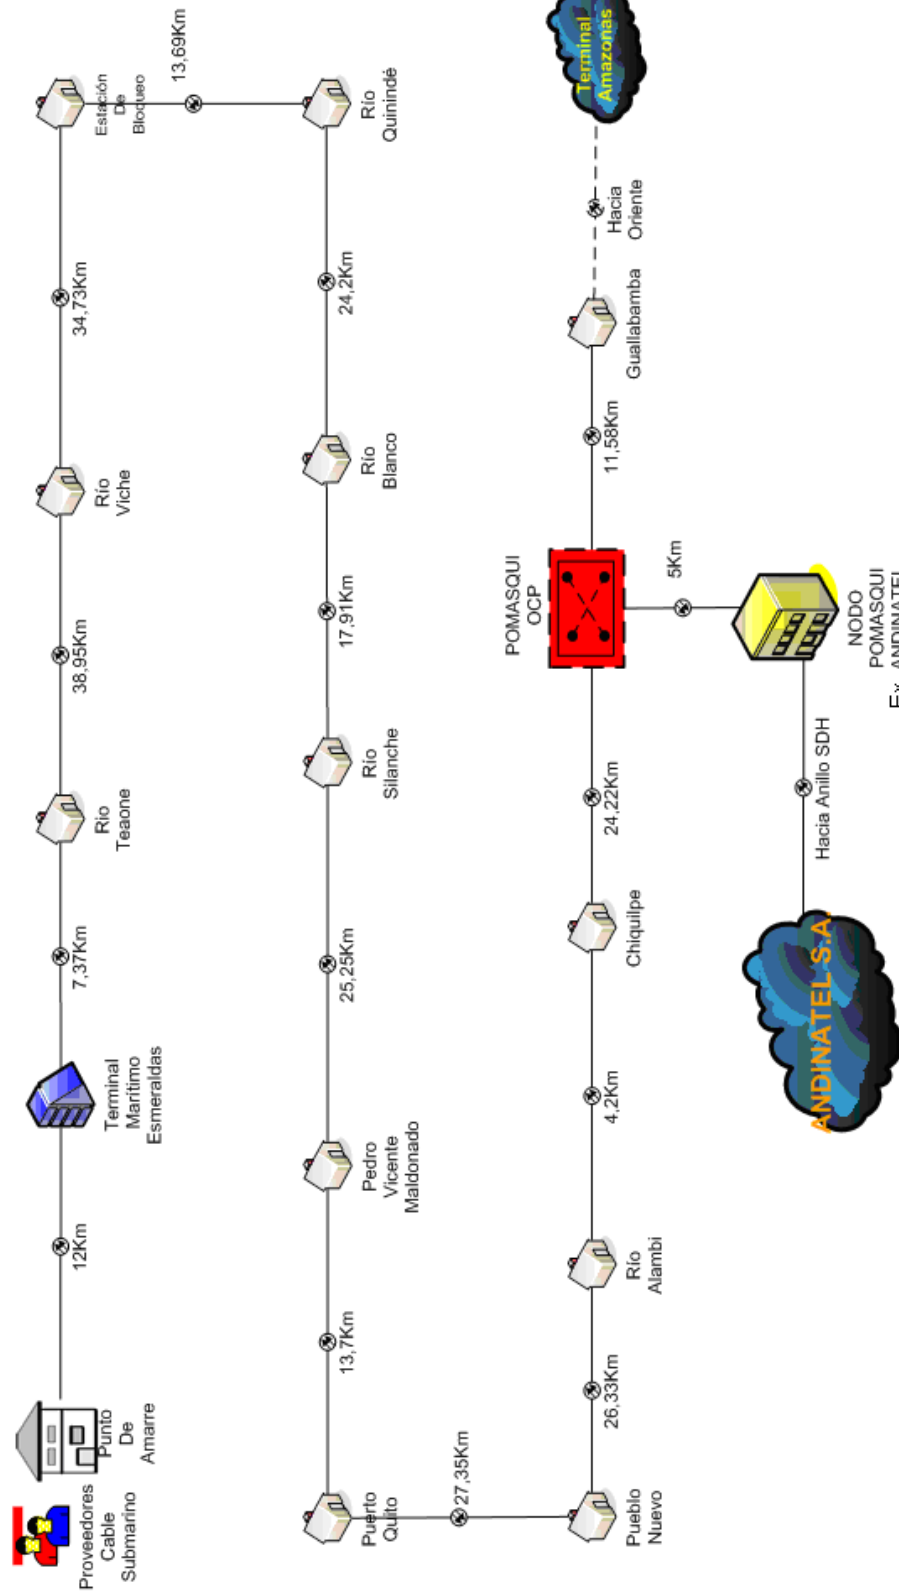 Proveedores
Cable
Submarino
Punto
De
Amarre
12Km
Terminal
Marítimo
Esmeraldas
7,37Km
Río
Teaone
38,95Km
Río
Viche
34,73Km
Estación
De
Bloqueo
13,69Km
Río
Quinindé
24,2Km
Río
Blanco
17,91Km
Río
Silanche
25,25Km
Pedro
Vicente
Maldonado
13,7Km
Puerto
Quito
27,35Km
Pueblo
Nuevo
26,33Km
Río
Alambi
4,2Km
Chiquilpe
24,22Km
POMASQUI
OCP
11,58Km
Guallabamba
Hacia
Oriente
Terminal
Amazonas
5Km
NODO
POMASQUI
Ex. ANDINATEL
Hacia Anillo SDH
ANDINATEL S.A.